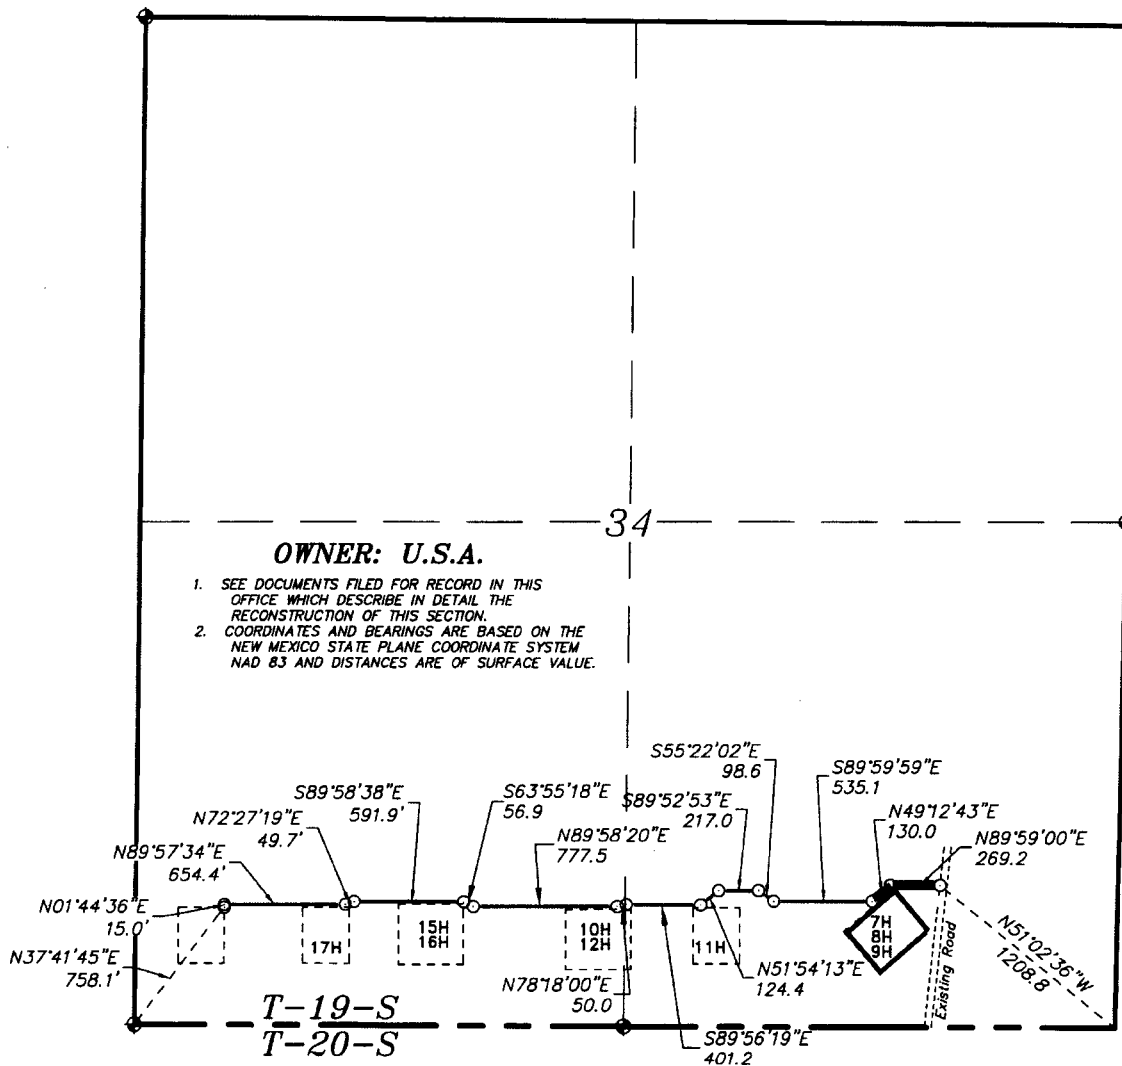 34
OWNER: U.S.A.
1. SEE DOCUMENTS FILED FOR RECORD IN THIS
OFFICE WHICH DESCRIBE IN DETAIL THE
RECONSTRUCTION OF THIS SECTION.
2. COORDINATES AND BEARINGS ARE BASED ON THE
NEW MEXICO STATE PLANE COORDINATE SYSTEM
NAD 83 AND DISTANCES ARE OF SURFACE VALUE.
S55°22'02"E
98.6
S89°59'59"E
535.1
S89°58'38"E
591.9'
S63°55'18"E
56.9
S89°52'53"E
217.0
N49°12'43"E
130.0
N72°27'19"E
49.7'
N89°58'20"E
777.5
N89°59'00"E
269.2
N89°57'34"E
654.4'
N01°44'36"E
15.0'
N37°41'45"E
758.1'
17H
15H
16H
10H
12H
11H
7H
8H
9H
N78°18'00"E
50.0
N51°54'13"E
124.4
Existing Road
N51°02'36"W
1208.8
T-19-S
T-20-S
S89°56'19"E
401.2